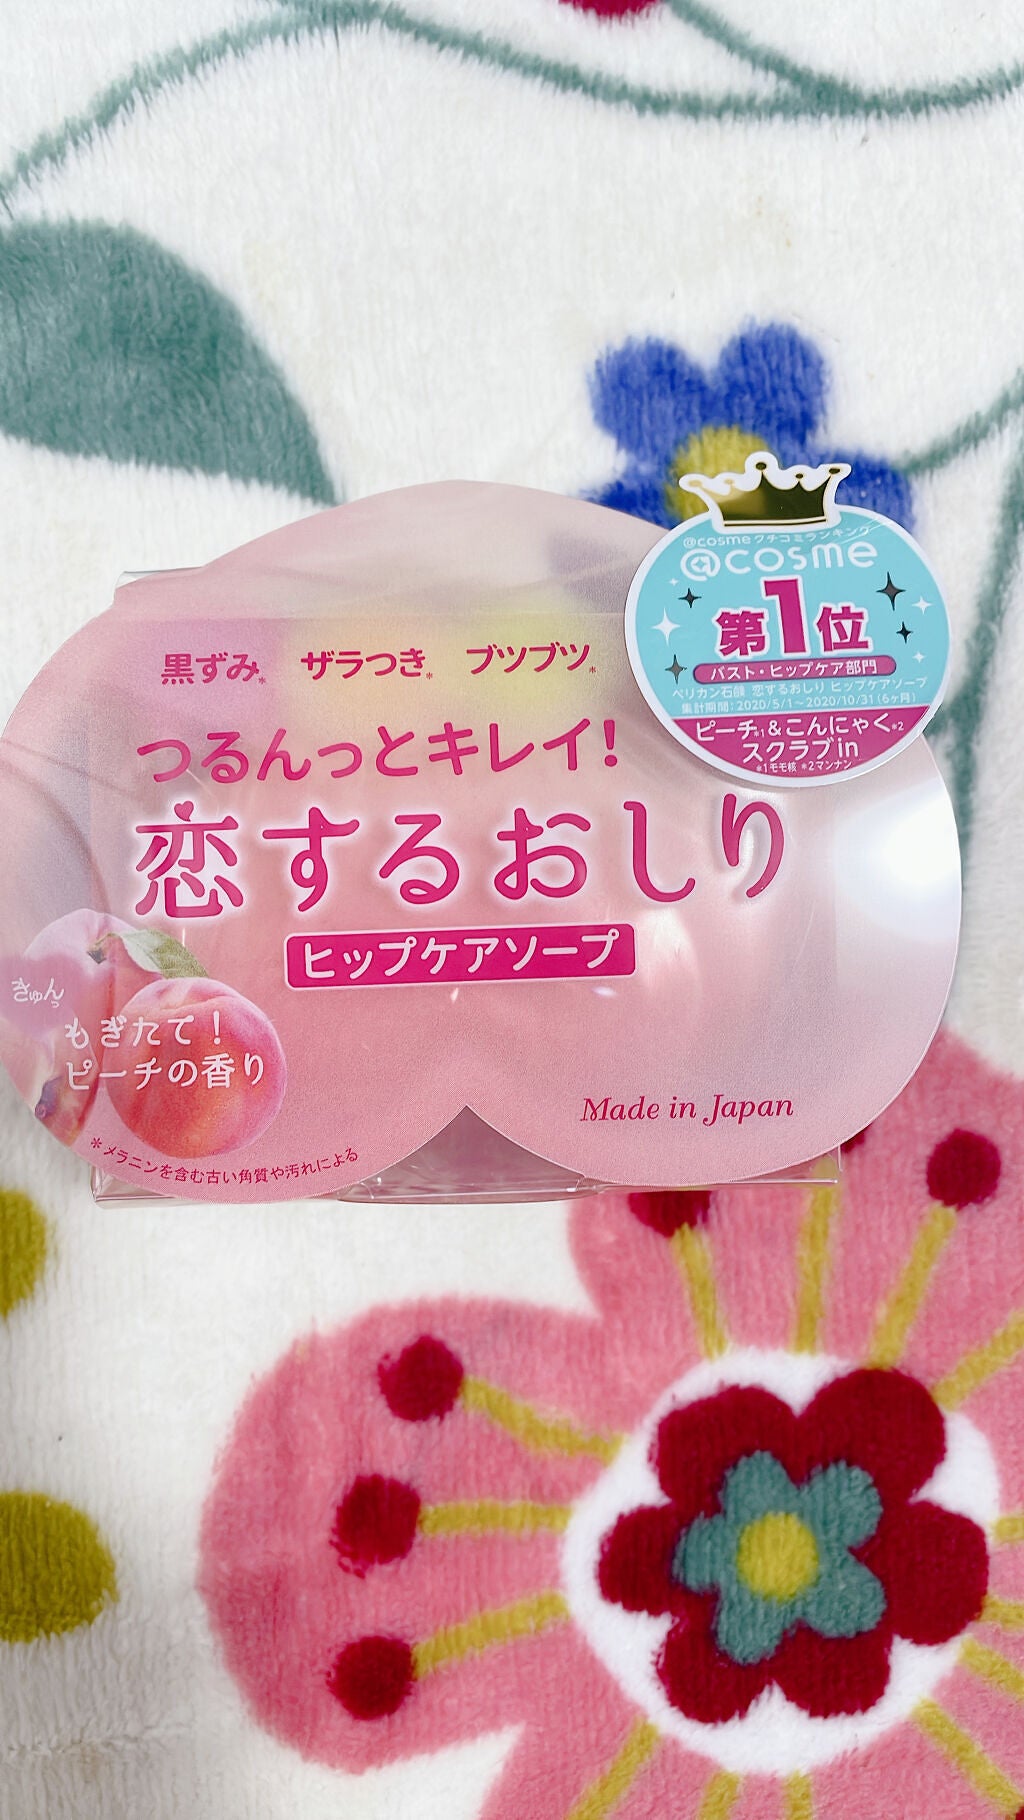 @cosmeクチコミランキング
@cosme
第1位
バスト・ヒップケア部門
ペリカン石鹸 恋するおしり ヒップケアソープ
集計期間:2020/5/1〜2020/10/31(6ヶ月)
ピーチ*1&こんにゃく*2
スクラブin
*1モモ核 *2マンナン
黒ずみ* ザラつき* ブツブツ*
つるんっとキレイ!
恋するおしり
ヒップケアソープ
きゅんっ
もぎたて!
ピーチの香り
Made in Japan
*メラニンを含む古い角質や汚れによる